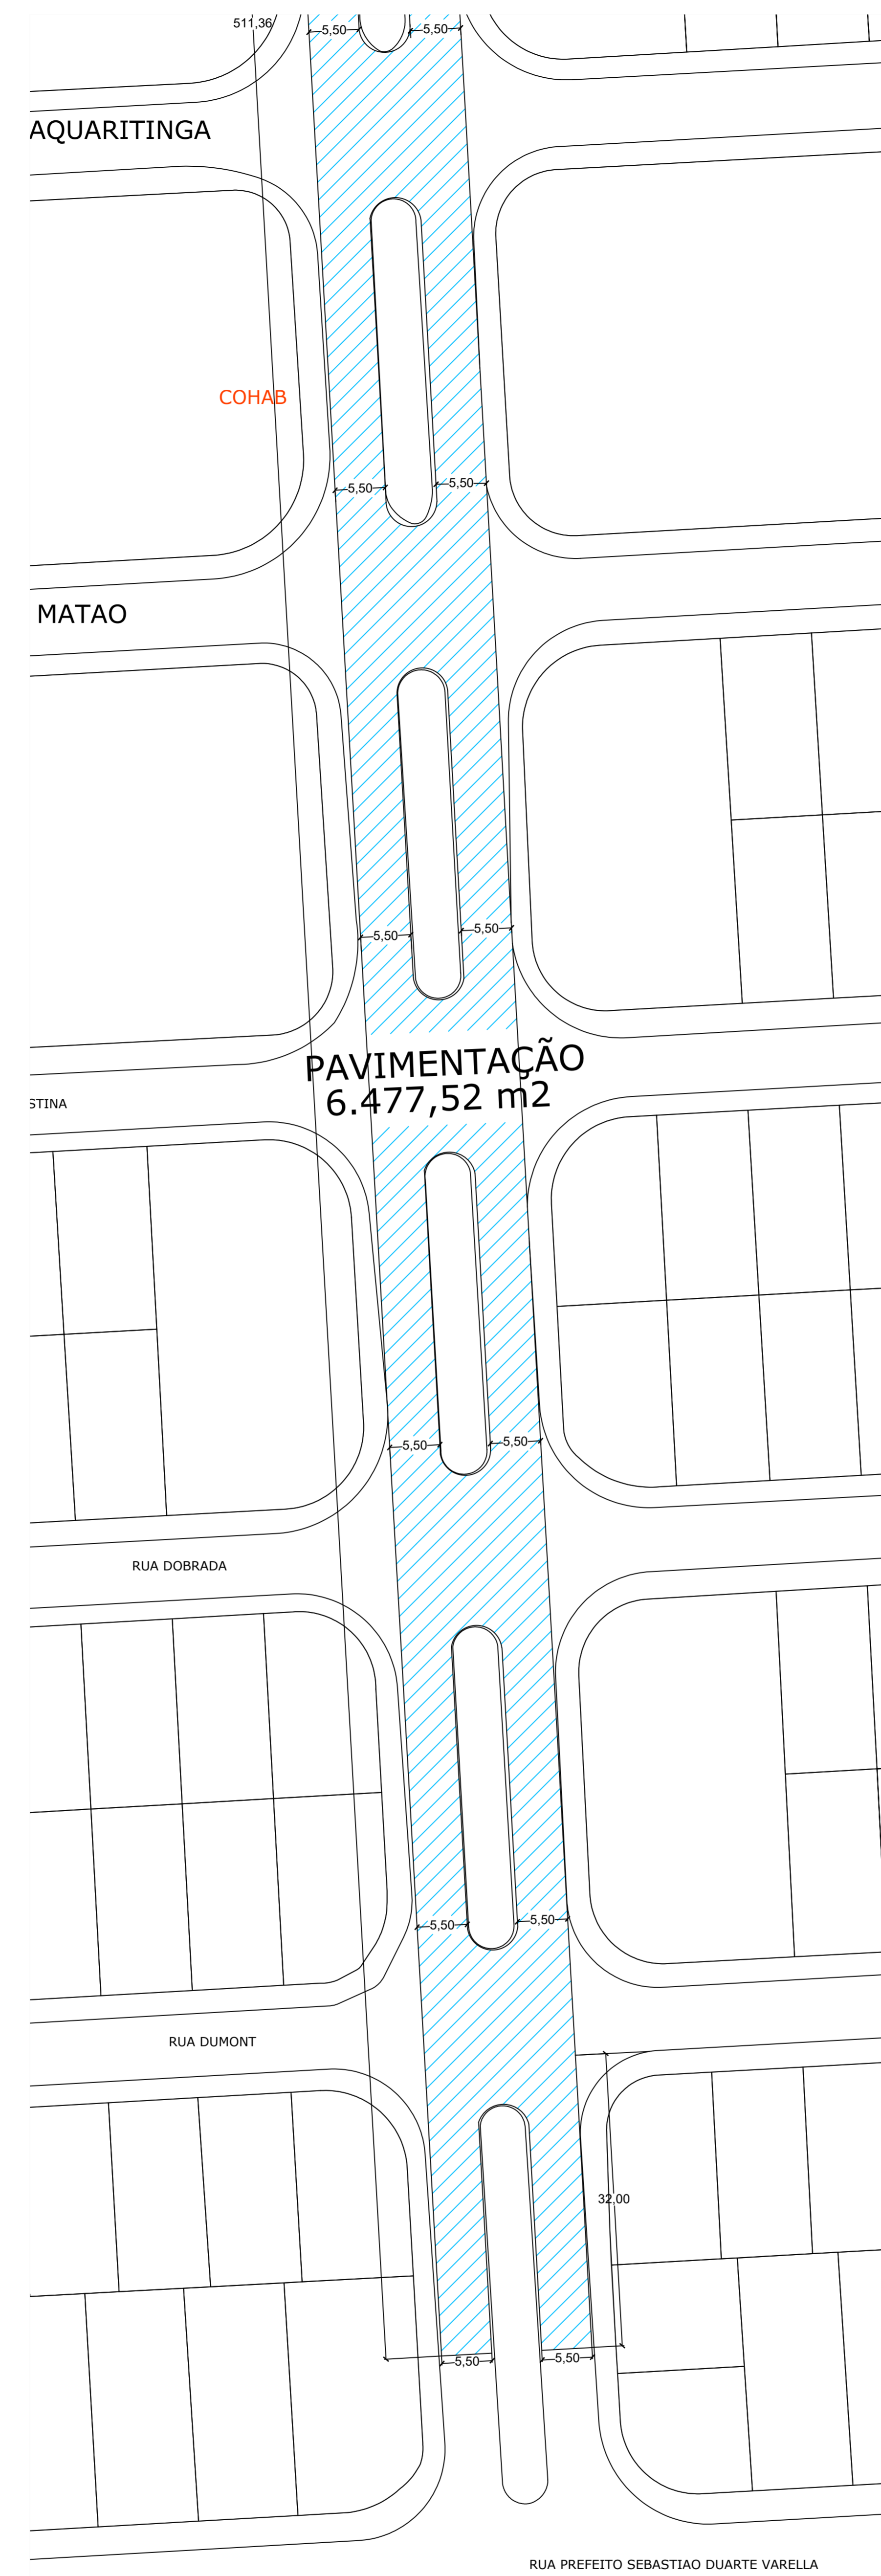 511,36
5,50
5,50
AQUARITINGA
COHAB
5,50
5,50
MATAO
5,50
5,50
PAVIMENTAÇÃO
6.477,52 m2
STINA
5,50
5,50
RUA DOBRADA
5,50
5,50
RUA DUMONT
32,00
5,50
5,50
RUA PREFEITO SEBASTIAO DUARTE VARELLA